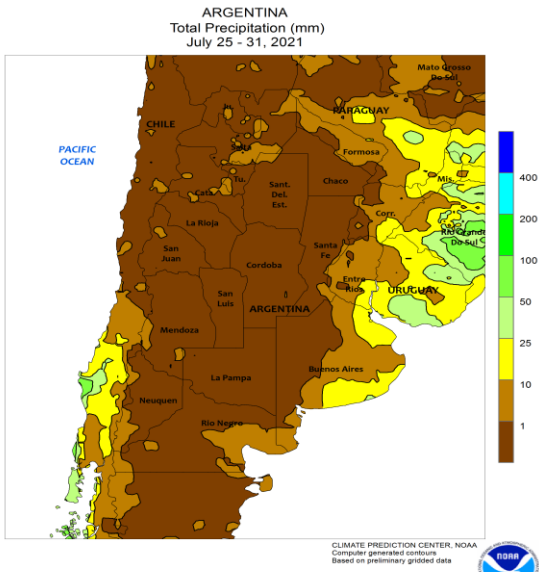 ARGENTINA
Total Precipitation (mm)
July 25 - 31, 2021
Mato Grosso
Do Sul
PARAGUAY
Ju.
CHILE
PACIFIC
OCEAN
Salta
Formosa
Tu.
Mis.
Cata.
Sant.
Del.
Est.
Chaco
Corr.
La Rioja
Rio Grande
Do Sul
San
Juan
Santa
Fe
Cordoba
Entre
Rios
URUGUAY
San
Luis
ARGENTINA
Mendoza
La Pampa
Buenos Aires
Neuquen
Rio Negro
400
200
100
50
25
10
1
CLIMATE PREDICTION CENTER, NOAA
Computer generated contours
Based on preliminary gridded data
NOAA